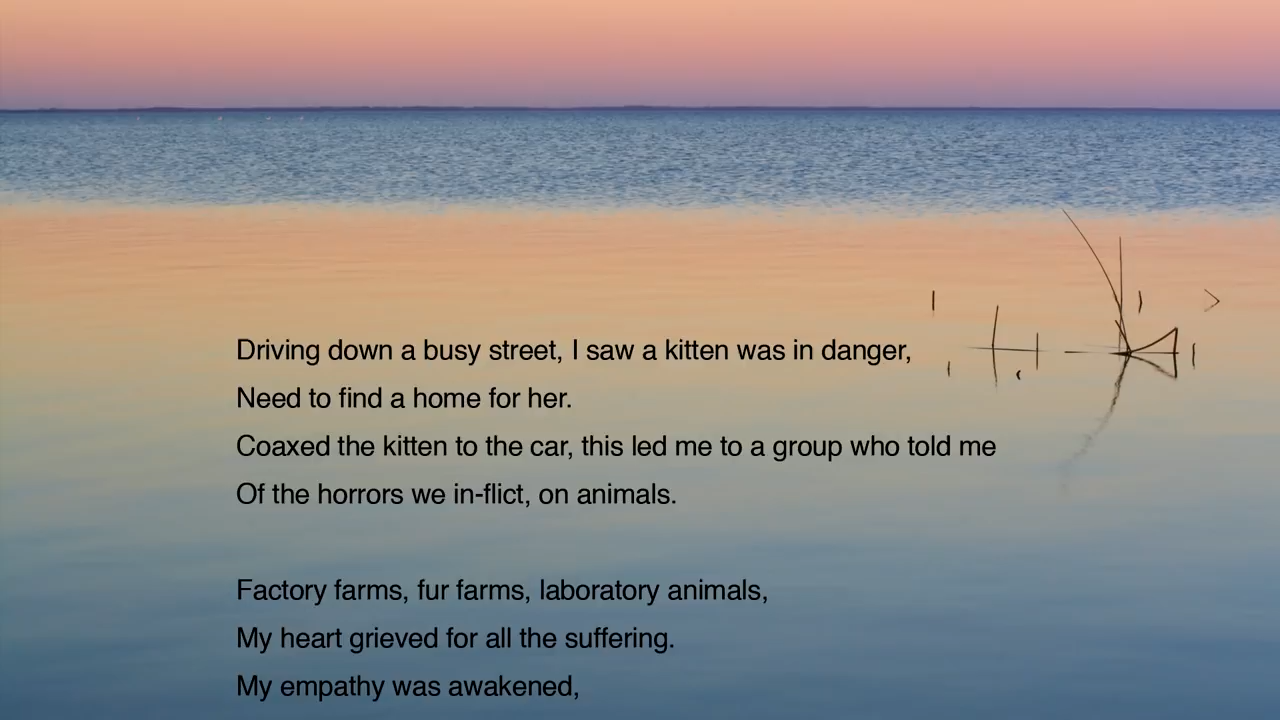 Driving down a busy street, I saw a kitten was in danger,
Need to find a home for her.
Coaxed the kitten to the car, this led me to a group who told me
Of the horrors we in-flict, on animals.
Factory farms, fur farms, laboratory animals,
My heart grieved for all the suffering.
My empathy was awakened,